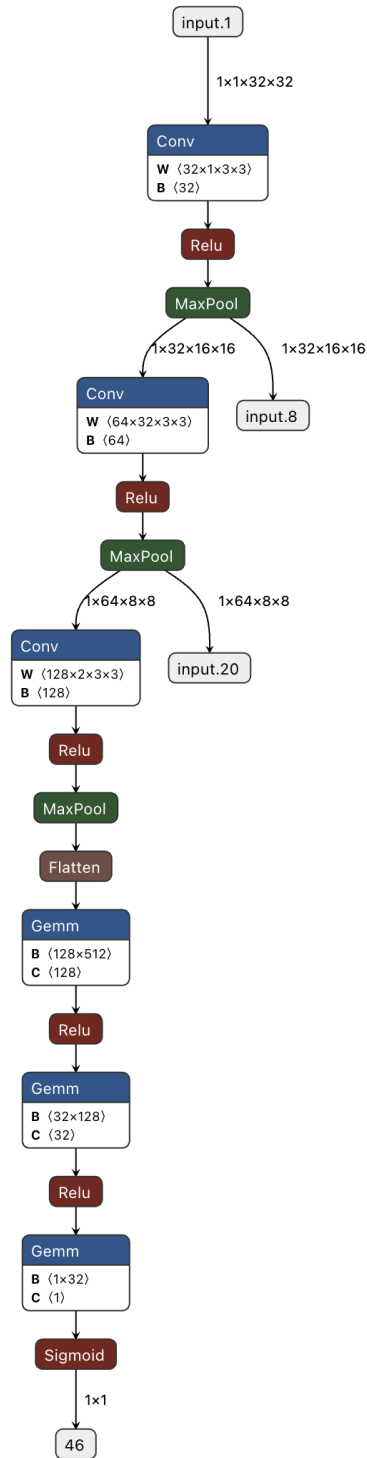 input.1
1×1×32×32
Conv
W ⟨32×1×3×3⟩
B ⟨32⟩
Relu
MaxPool
1×32×16×16
1×32×16×16
Conv
W ⟨64×32×3×3⟩
B ⟨64⟩
input.8
Relu
MaxPool
1×64×8×8
1×64×8×8
Conv
W ⟨128×2×3×3⟩
B ⟨128⟩
input.20
Relu
MaxPool
Flatten
Gemm
B ⟨128×512⟩
C ⟨128⟩
Relu
Gemm
B ⟨32×128⟩
C ⟨32⟩
Relu
Gemm
B ⟨1×32⟩
C ⟨1⟩
Sigmoid
1×1
46